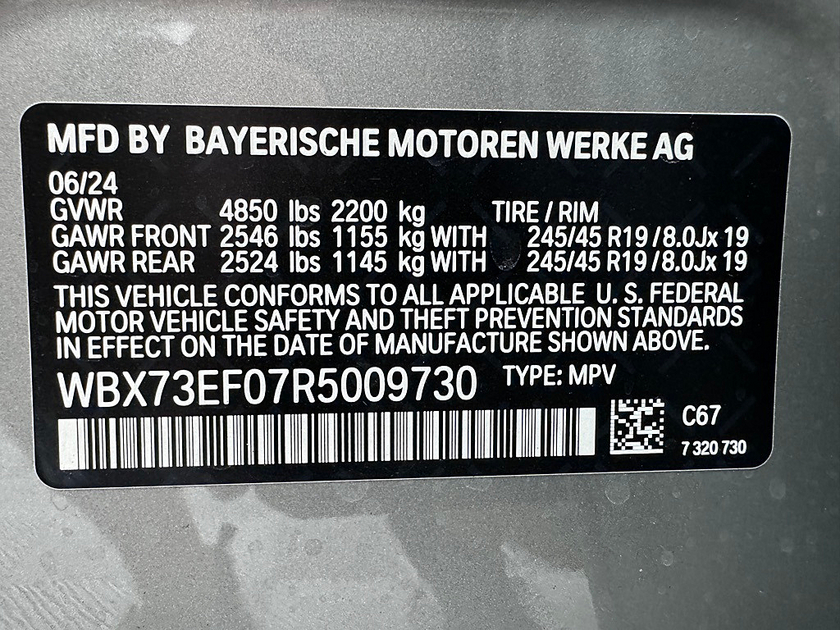 MFD BY BAYERISCHE MOTOREN WERKE AG
06/24
GVWR 4850 lbs 2200 kg TIRE / RIM
GAWR FRONT 2546 lbs 1155 kg WITH 245/45 R19 / 8.0Jx 19
GAWR REAR 2524 lbs 1145 kg WITH 245/45 R19 / 8.0Jx 19
THIS VEHICLE CONFORMS TO ALL APPLICABLE U. S. FEDERAL
MOTOR VEHICLE SAFETY AND THEFT PREVENTION STANDARDS
IN EFFECT ON THE DATE OF MANUFACTURE SHOWN ABOVE.
WBX73EF07R5009730 TYPE: MPV
C67
7 320 730